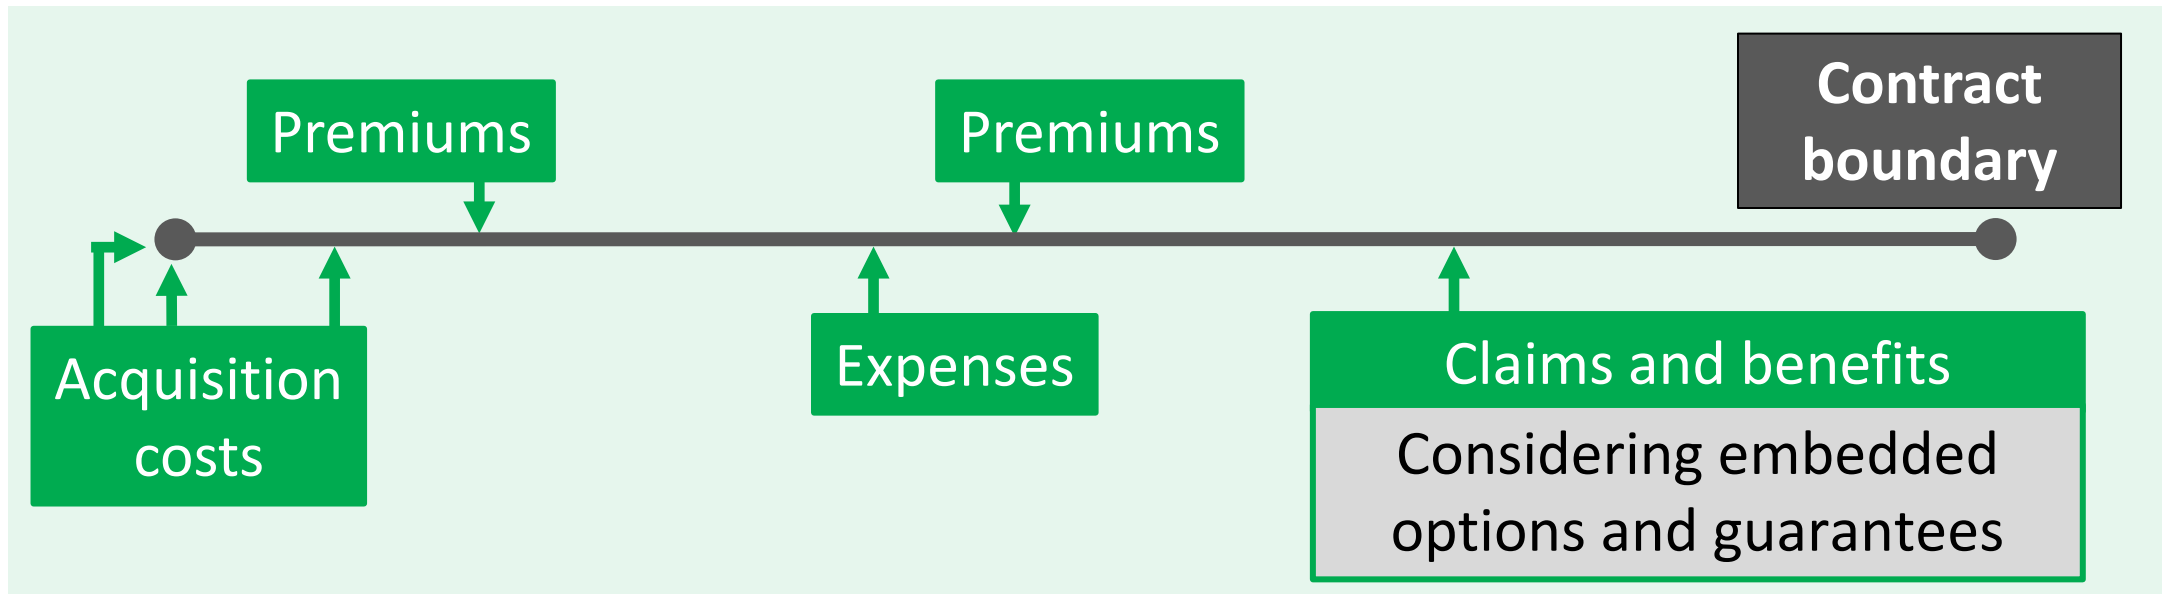 Premiums
Premiums
Contract
boundary
Acquisition
costs
Expenses
Claims and benefits
Considering embedded
options and guarantees